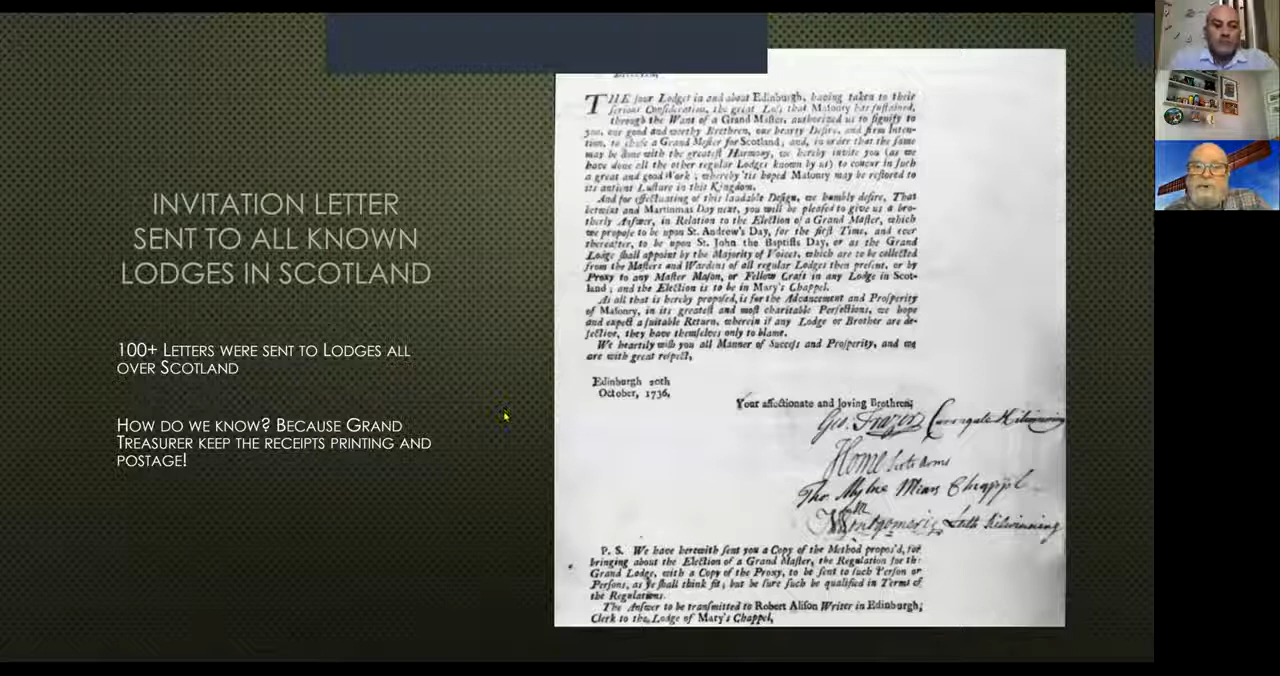 INVITATION LETTER
SENT TO ALL KNOWN
LODGES IN SCOTLAND
100+ LETTERS WERE SENT TO LODGES ALL
OVER SCOTLAND
HOW DO WE KNOW? BECAUSE GRAND
TREASURER KEEP THE RECEIPTS PRINTING AND
POSTAGE!
THE four Lodges in and about Edinburgh, having taken to their
serious Consideration, the great Loss that Masonry has sustained,
through the Want of a Grand Master, authorized us to signify to
you, our good and worthy Brethren, our hearty Desire, and firm Inten-
tion, to chuse a Grand Master for Scotland; and, in order that the same
may be done with the greatest Harmony, we hereby invite you (as we
have done all the other regular Lodges known by us) to concur in such
a great and good Work; whereby 'tis hoped Masonry may be restored to
its antient Lustre in this Kingdom.
And for effectuating of this laudable Design, we humbly desire, That
betwixt and Martinmas Day next, you will be pleased to give us a bro-
therly Answer, in Relation to the Election of a Grand Master, which
we propose to be upon St. Andrew's Day, for the first Time, and ever
thereafter, to be upon St. John the Baptists Day, or as the Grand
Lodge shall appoint by the Majority of Voices, which are to be collected
from the Masters and Wardens of all regular Lodges then present, or by
Proxy to any Master Mason, or Fellow Craft in any Lodge in Scot-
land; and the Election is to be in Mary's Chappel.
As all that is hereby proposed, is for the Advancement and Prosperity
of Masonry, in its greatest and most charitable Perfections, we hope
and expect a suitable Return, wherein if any Lodge or Brother are de-
fective, they have themselves only to blame.
We heartily wish you all Manner of Success and Prosperity, and we
are with great respect,
Edinburgh 20th
October, 1736,
Your affectionate and loving Brethren;
Geo. Frazer Canongate Kilwinning
Home
Tho. Mylne Mary Chappel
Montgomerie Leith Kilwinning
P. S. We have herewith sent you a Copy of the Method propos'd, for
bringing about the Election of a Grand Master, the Regulation for the
Grand Lodge, with a Copy of the Proxy, to be sent to such Person or
Persons, as ye shall think fit; but be sure such be qualified in Terms of
the Regulations.
The Answer to be transmitted to Robert Alison Writer in Edinburgh;
Clerk to the Lodge of Mary's Chappel,